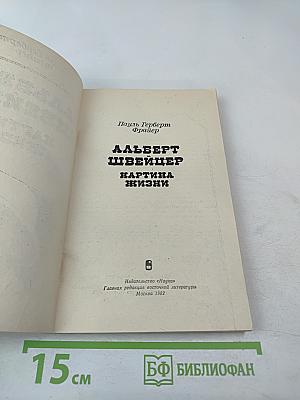 Пауль Герберт
Фрайер
АЛЬБЕРТ
ШВЕЙЦЕР
КАРТИНА
ЖИЗНИ
Издательство «Наука»
Главная редакция восточной литературы
Москва 1982
15 см
БФ БИБЛИОФАН